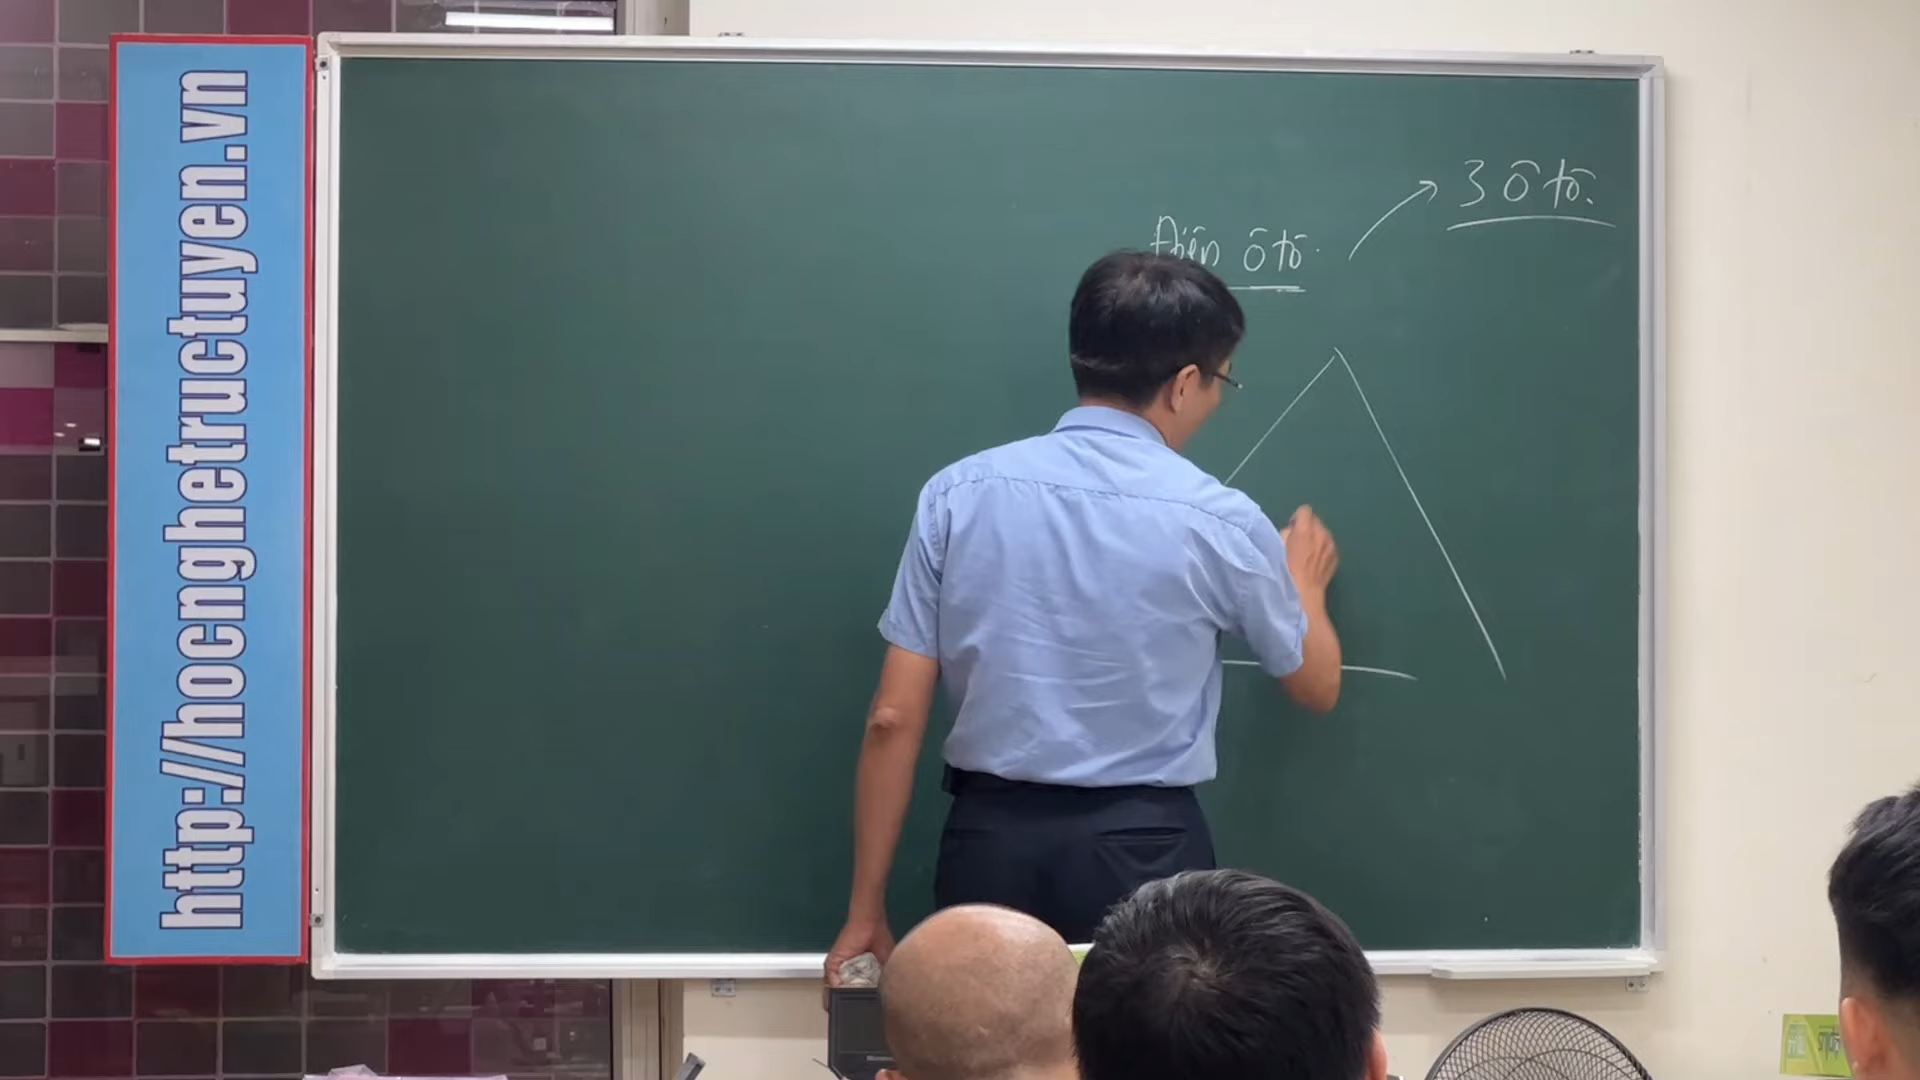 http://hocnghetructuyen.vn
3 ô tô.
Điện ô tô.